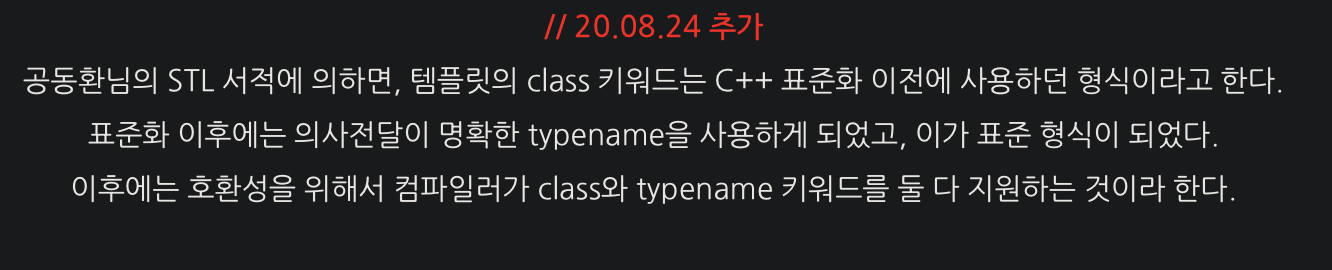 // 20.08.24 추가
공동환님의 STL 서적에 의하면, 템플릿의 class 키워드는 C++ 표준화 이전에 사용하던 형식이라고 한다.
표준화 이후에는 의사전달이 명확한 typename을 사용하게 되었고, 이가 표준 형식이 되었다.
이후에는 호환성을 위해서 컴파일러가 class와 typename 키워드를 둘 다 지원하는 것이라 한다.